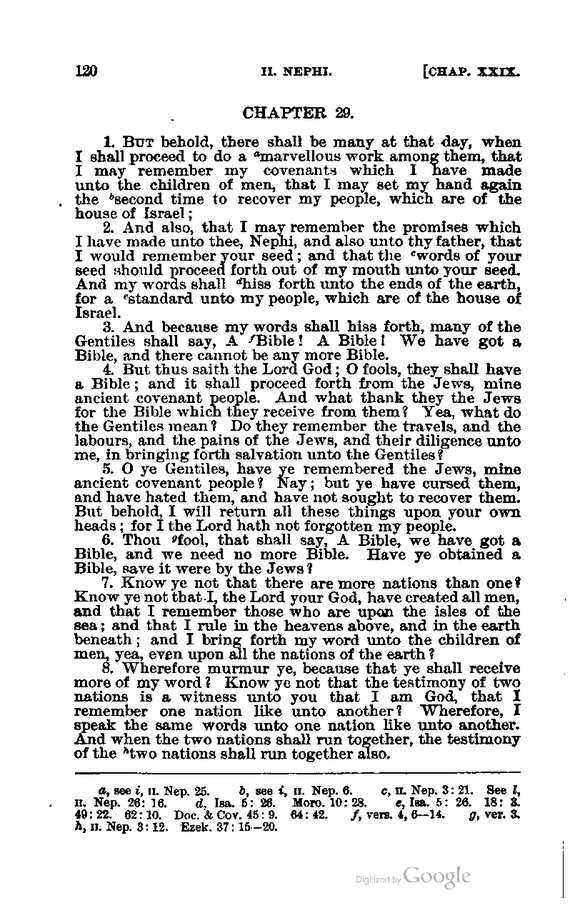 120 II. NEPHI. [CHAP. XXIX.
CHAPTER 29.
1. BUT behold, there shall be many at that day, when
I shall proceed to do a ᵃmarvellous work among them, that
I may remember my covenants which I have made
unto the children of men, that I may set my hand again
the ᵇsecond time to recover my people, which are of the
house of Israel;
2. And also, that I may remember the promises which
I have made unto thee, Nephi, and also unto thy father, that
I would remember your seed; and that the ᶜwords of your
seed should proceed forth out of my mouth unto your seed.
And my words shall ᵈhiss forth unto the ends of the earth,
for a ᵉstandard unto my people, which are of the house of
Israel.
3. And because my words shall hiss forth, many of the
Gentiles shall say, A ᶠBible! A Bible! We have got a
Bible, and there cannot be any more Bible.
4. But thus saith the Lord God; O fools, they shall have
a Bible; and it shall proceed forth from the Jews, mine
ancient covenant people. And what thank they the Jews
for the Bible which they receive from them? Yea, what do
the Gentiles mean? Do they remember the travels, and the
labours, and the pains of the Jews, and their diligence unto
me, in bringing forth salvation unto the Gentiles?
5. O ye Gentiles, have ye remembered the Jews, mine
ancient covenant people? Nay; but ye have cursed them,
and have hated them, and have not sought to recover them.
But behold, I will return all these things upon your own
heads; for I the Lord hath not forgotten my people.
6. Thou ᵍfool, that shall say, A Bible, we have got a
Bible, and we need no more Bible. Have ye obtained a
Bible, save it were by the Jews?
7. Know ye not that there are more nations than one?
Know ye not that I, the Lord your God, have created all men,
and that I remember those who are upon the isles of the
sea; and that I rule in the heavens above, and in the earth
beneath; and I bring forth my word unto the children of
men, yea, even upon all the nations of the earth?
8. Wherefore murmur ye, because that ye shall receive
more of my word? Know ye not that the testimony of two
nations is a witness unto you that I am God, that I
remember one nation like unto another? Wherefore, I
speak the same words unto one nation like unto another.
And when the two nations shall run together, the testimony
of the ʰtwo nations shall run together also.
a, see i, II. Nep. 25. b, see i, II. Nep. 6. c, II. Nep. 3:21. See l,
II. Nep. 26:16. d, Isa. 5:26. Moro. 10:28. e, Isa. 5:26. 18:3.
49:22. 62:10. Doc. & Cov. 45:9. 64:42. f, vers. 4, 6—14. g, ver. 3.
h, II. Nep. 3:12. Ezek. 37:15—20.
Digitized by Google